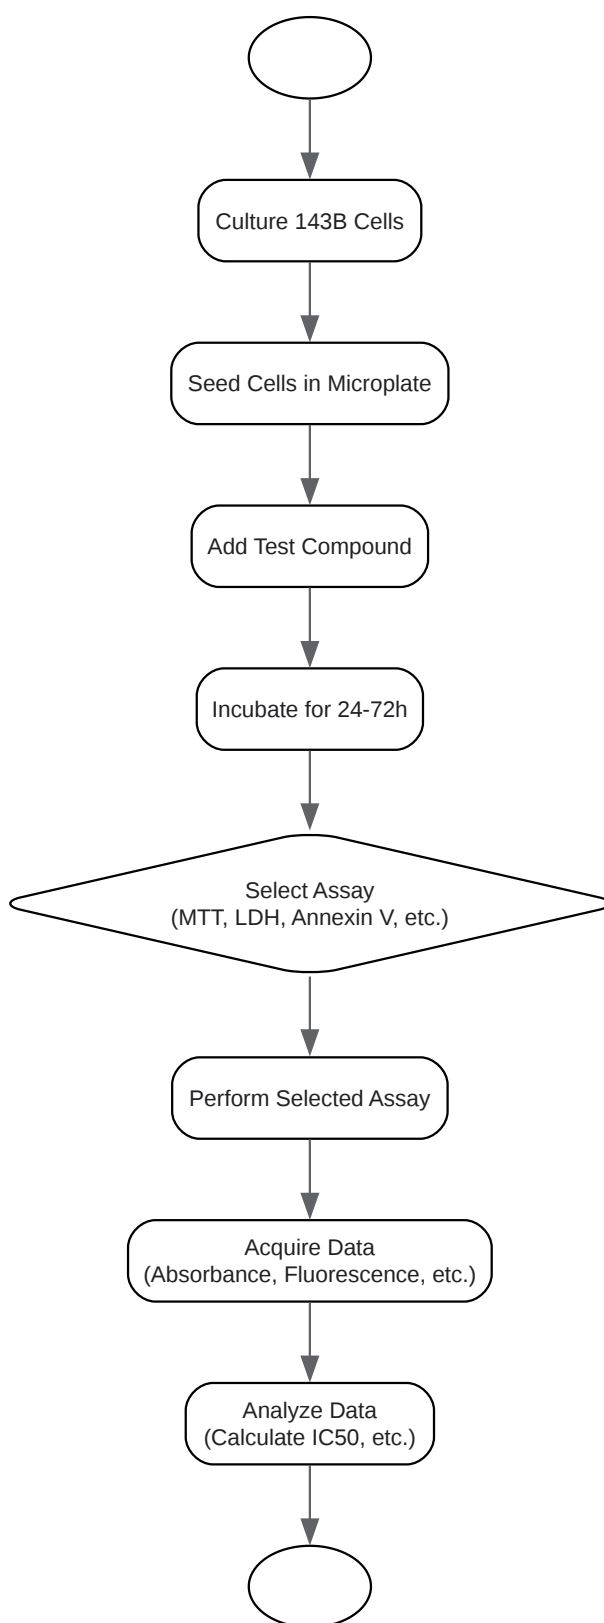 Culture 143B Cells
Seed Cells in Microplate
Add Test Compound
Incubate for 24-72h
Select Assay
(MTT, LDH, Annexin V, etc.)
Perform Selected Assay
Acquire Data
(Absorbance, Fluorescence, etc.)
Analyze Data
(Calculate IC50, etc.)